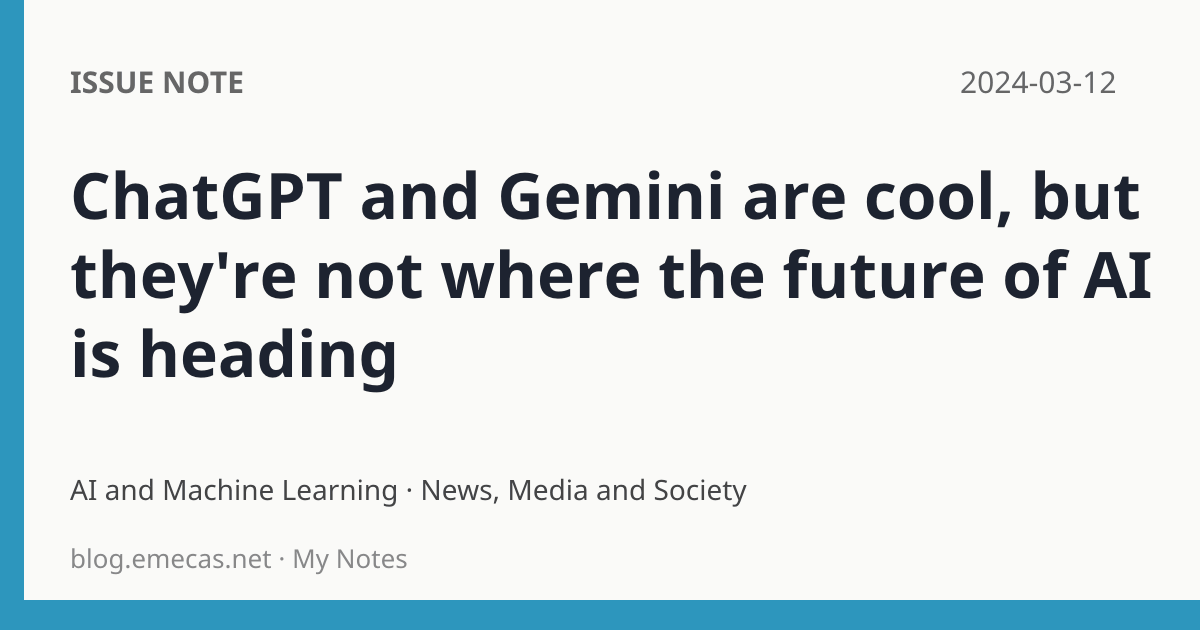 ISSUE NOTE
2024-03-12
ChatGPT and Gemini are cool, but
they're not where the future of AI
is heading
AI and Machine Learning · News, Media and Society
blog.emecas.net · My Notes